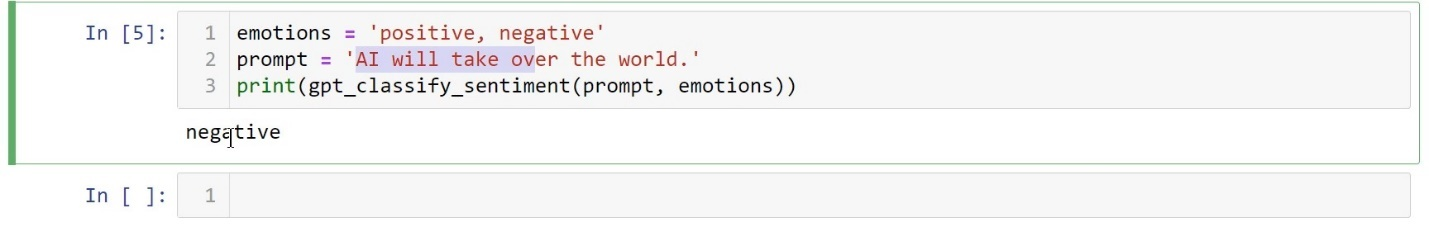 In [5]:
1 emotions = 'positive, negative'
2 prompt = 'AI will take over the world.'
3 print(gpt_classify_sentiment(prompt, emotions))
negative
In [ ]:
1